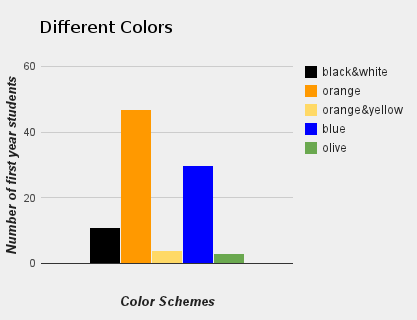 Different Colors
Number of first year students
60
40
20
0
black&white
orange
orange&yellow
blue
olive
Color Schemes